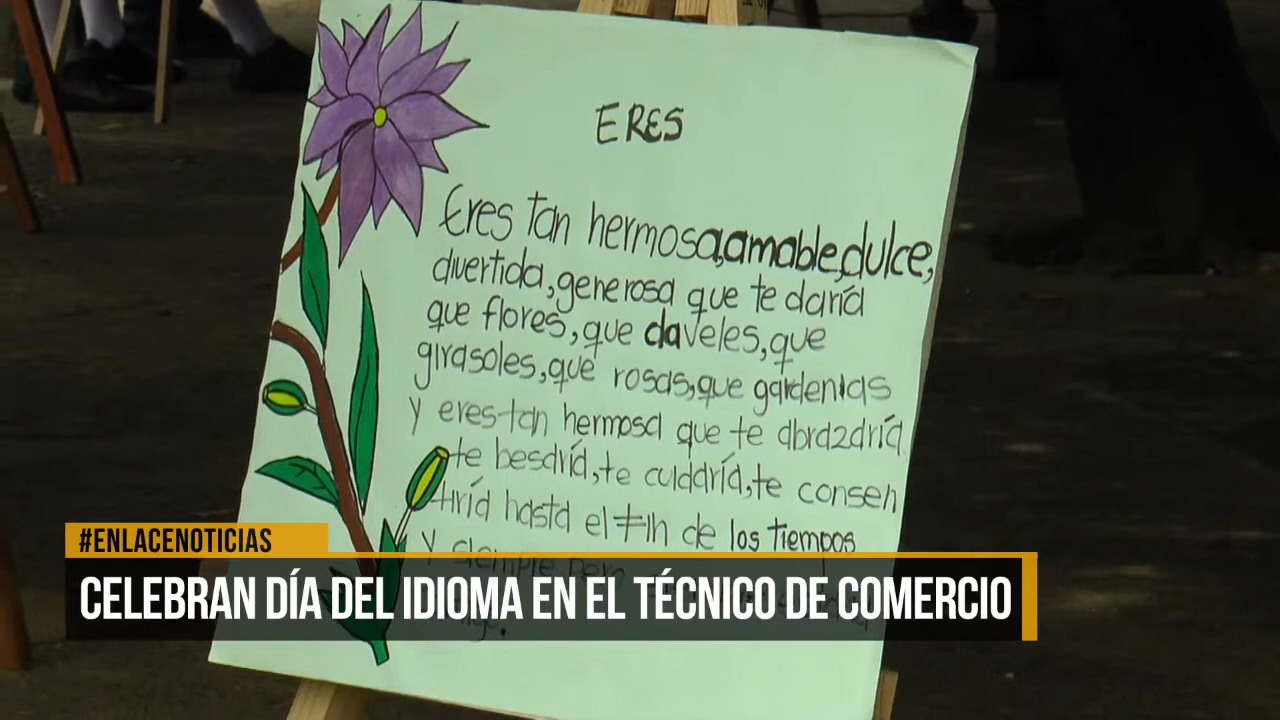 ERES
Eres tan hermosa,amable,dulce,
divertida, generosa que te daría
que flores, que claveles, que
girasoles, que rosas, que gardenias
y eres tan hermosa que te abrazaría
te besaría, te cuidaría, te consen
tiría hasta el fin de los tiempos
Y siempre pero
#ENLACENOTICIAS
CELEBRAN DÍA DEL IDIOMA EN EL TÉCNICO DE COMERCIO